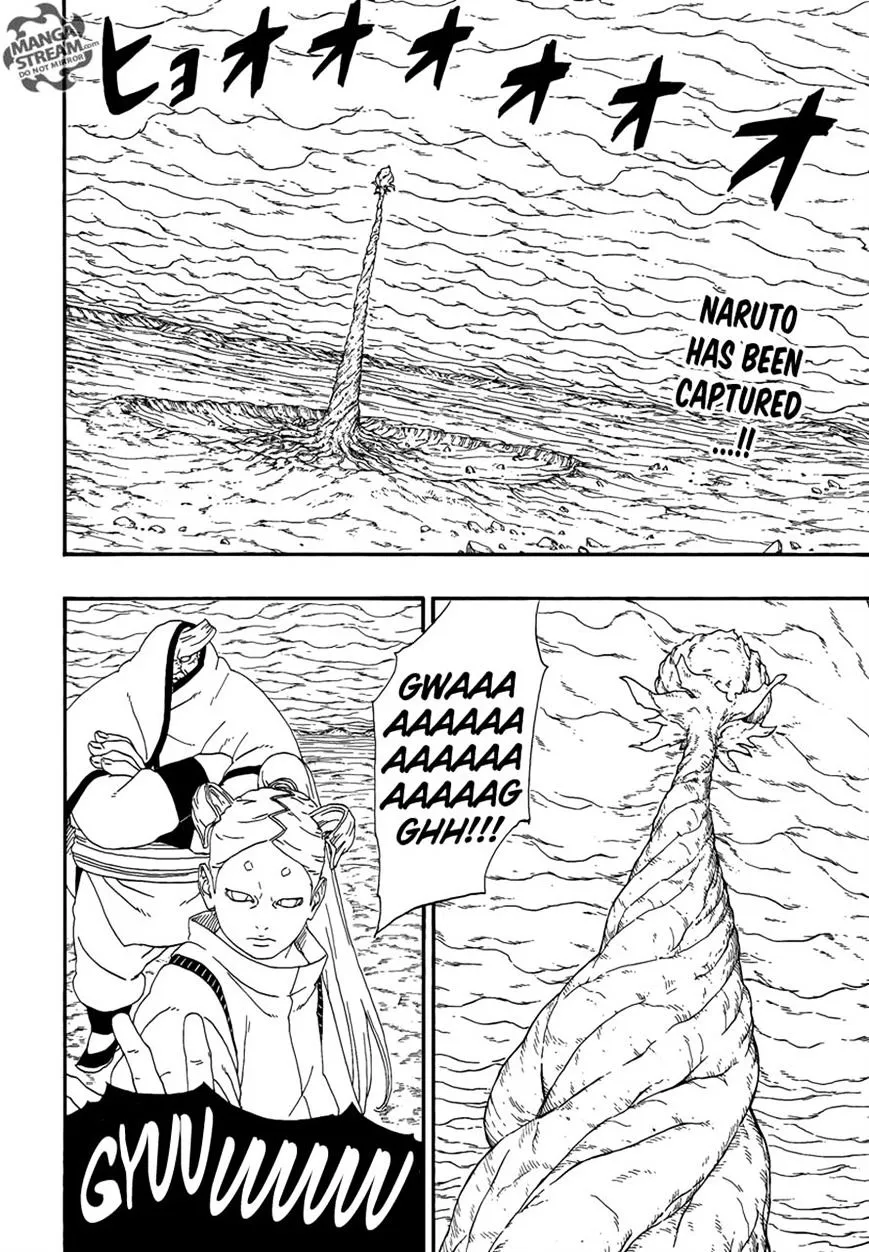 MANGA
STREAM.com
DO NOT MIRROR
ヒョオオオオオオ
NARUTO
HAS BEEN
CAPTURED
...!!
GWAAA
AAAAAA
AAAAAA
AAAAAG
GHH!!!
GYUUUUUUU